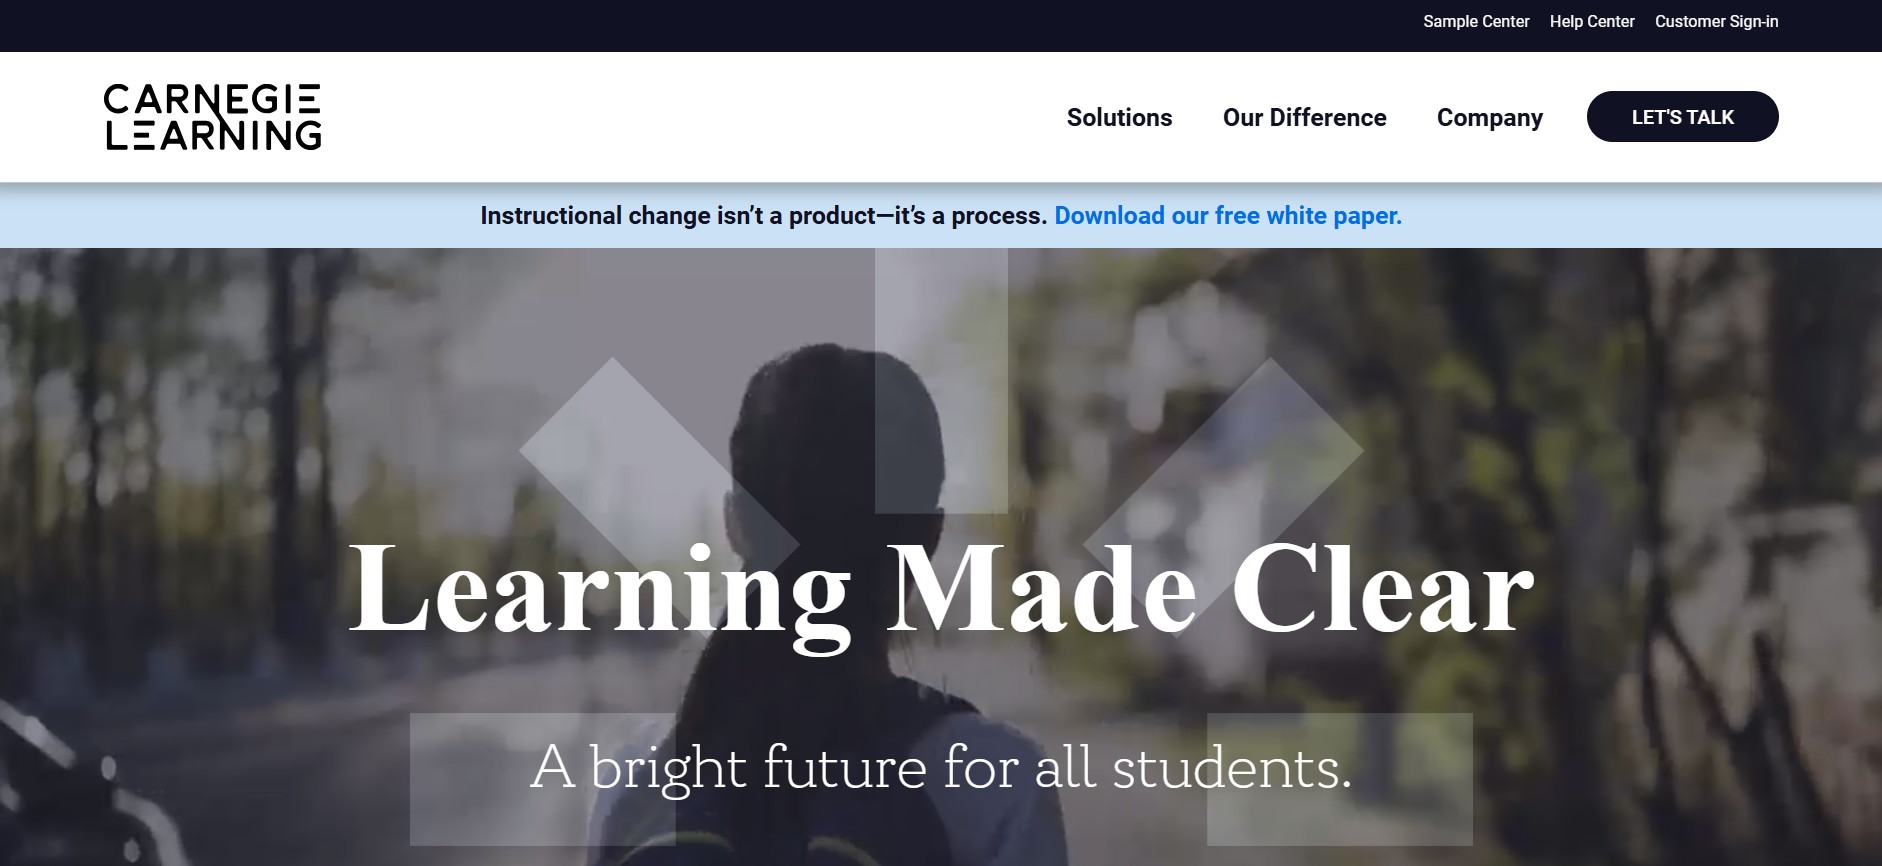 Sample Center Help Center Customer Sign-in
CARNEGIE
LEARNING
Solutions Our Difference Company LET'S TALK
Instructional change isn’t a product—it’s a process. Download our free white paper.
Learning Made Clear
A bright future for all students.